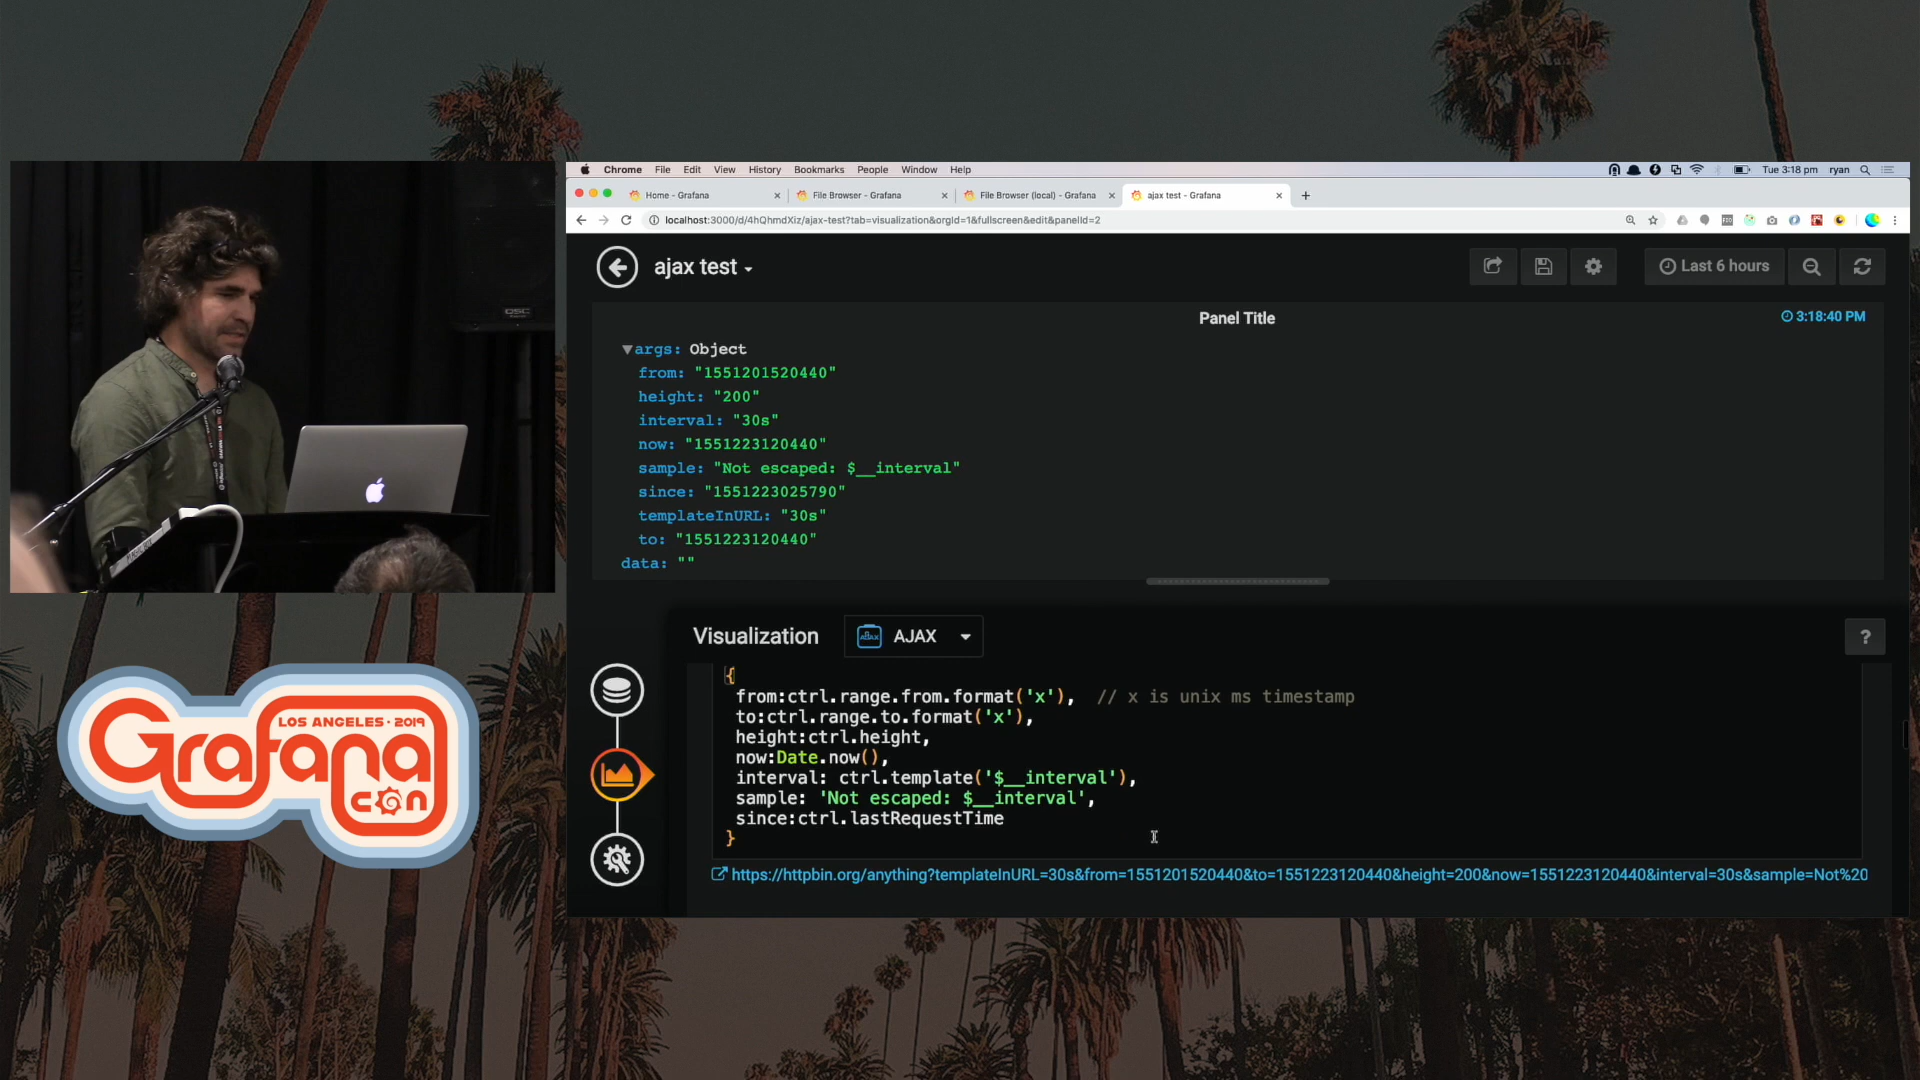 Chrome File Edit View History Bookmarks People Window Help Tue 3:18 pm ryan
Home - Grafana File Browser - Grafana File Browser (local) - Grafana ajax test - Grafana
localhost:3000/d/4hQhmdXiz/ajax-test?tab=visualization&orgId=1&fullscreen&edit&panelId=2
ajax test
Last 6 hours
Panel Title
3:18:40 PM
args: Object
from: "1551201520440"
height: "200"
interval: "30s"
now: "1551223120440"
sample: "Not escaped: $__interval"
since: "1551223025790"
templateInURL: "30s"
to: "1551223120440"
data: ""
Visualization
AJAX
AJAX
?
{
from:ctrl.range.from.format('x'), // x is unix ms timestamp
to:ctrl.range.to.format('x'),
height:ctrl.height,
now:Date.now(),
interval: ctrl.template('$__interval'),
sample: 'Not escaped: $__interval',
since:ctrl.lastRequestTime
}
https://httpbin.org/anything?templateInURL=30s&from=1551201520440&to=1551223120440&height=200&now=1551223120440&interval=30s&sample=Not%20
QSC
LOS ANGELES · 2019
Grafana
con